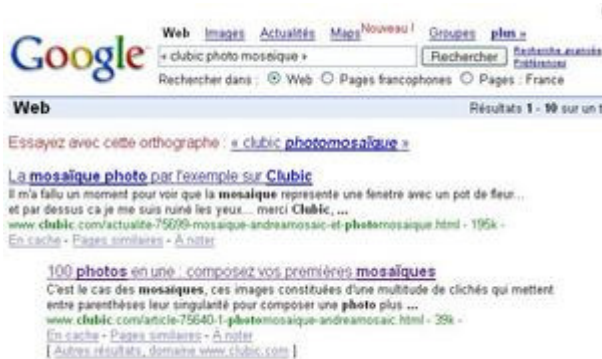 Web Images Actualités Maps Nouveau ! Groupes plus »
Google
« clubic photo mosaique » Rechercher Recherche avancée
Préférences
Rechercher dans : Web Pages francophones Pages : France
Web Résultats 1 - 10 sur un t
Essayez avec cette orthographe : « clubic photomosaïque »
La mosaïque photo par l'exemple sur Clubic
Il m'a fallu un moment pour voir que la mosaique represente une fenetre avec un pot de fleur...
et par dessus ca je me suis ruiné les yeux... merci Clubic, ...
www.clubic.com/actualite-75699-mosaique-andreamosaic-et-photomosaique.html - 195k -
En cache - Pages similaires - À noter
100 photos en une : composez vos premières mosaïques
C'est le cas des mosaïques, ces images constituées d'une multitude de clichés qui mettent
entre parenthèses leur singularité pour composer une photo plus ...
www.clubic.com/article-75640-1-photomosaique-andreamosaic.html - 39k -
En cache - Pages similaires - À noter
[ Autres résultats, domaine www.clubic.com ]